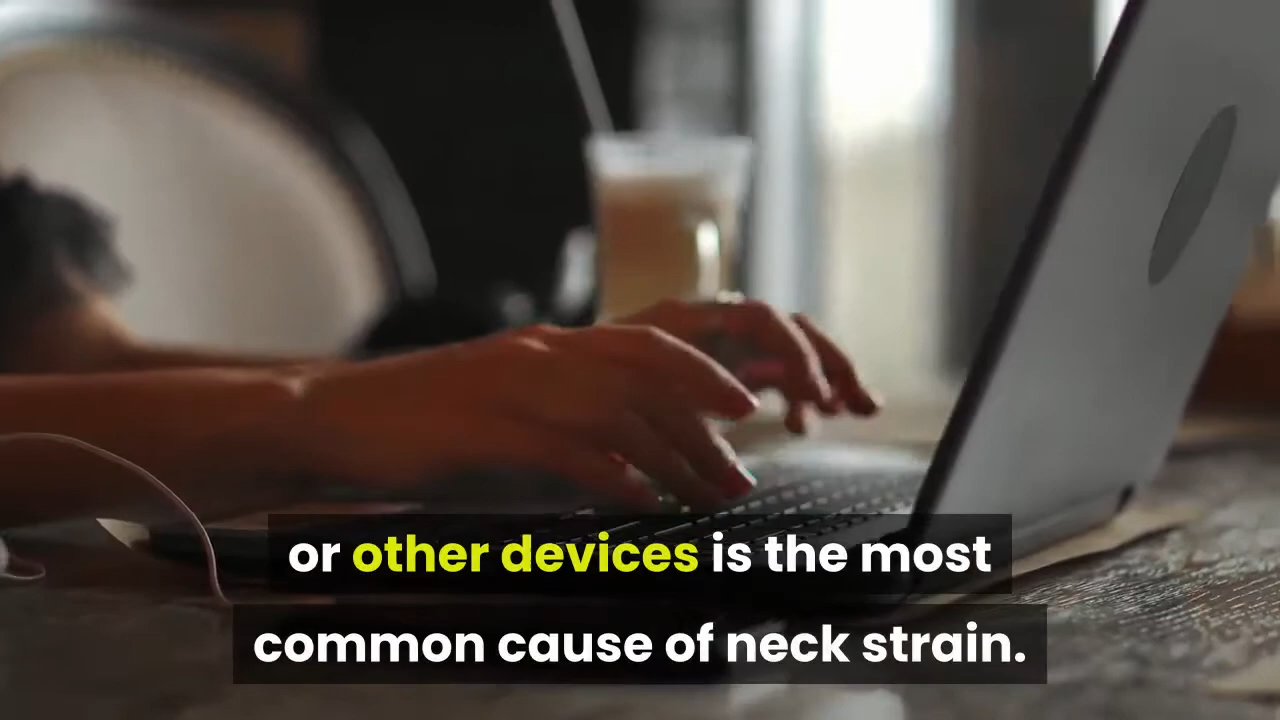 or other devices is the most
common cause of neck strain.